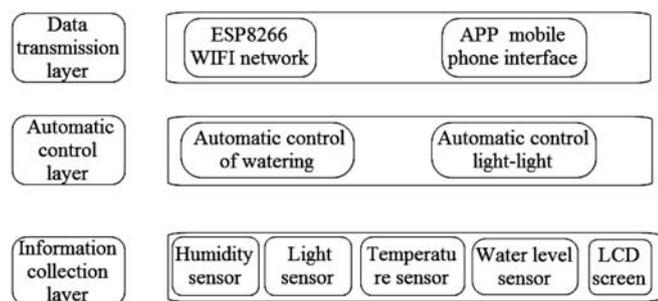 Data
transmission
layer
ESP8266
WIFI network
APP mobile
phone interface
Automatic
control
layer
Automatic control
of watering
Automatic control
light-light
Information
collection
layer
Humidity
sensor
Light
sensor
Temperatu
re sensor
Water level
sensor
LCD
screen